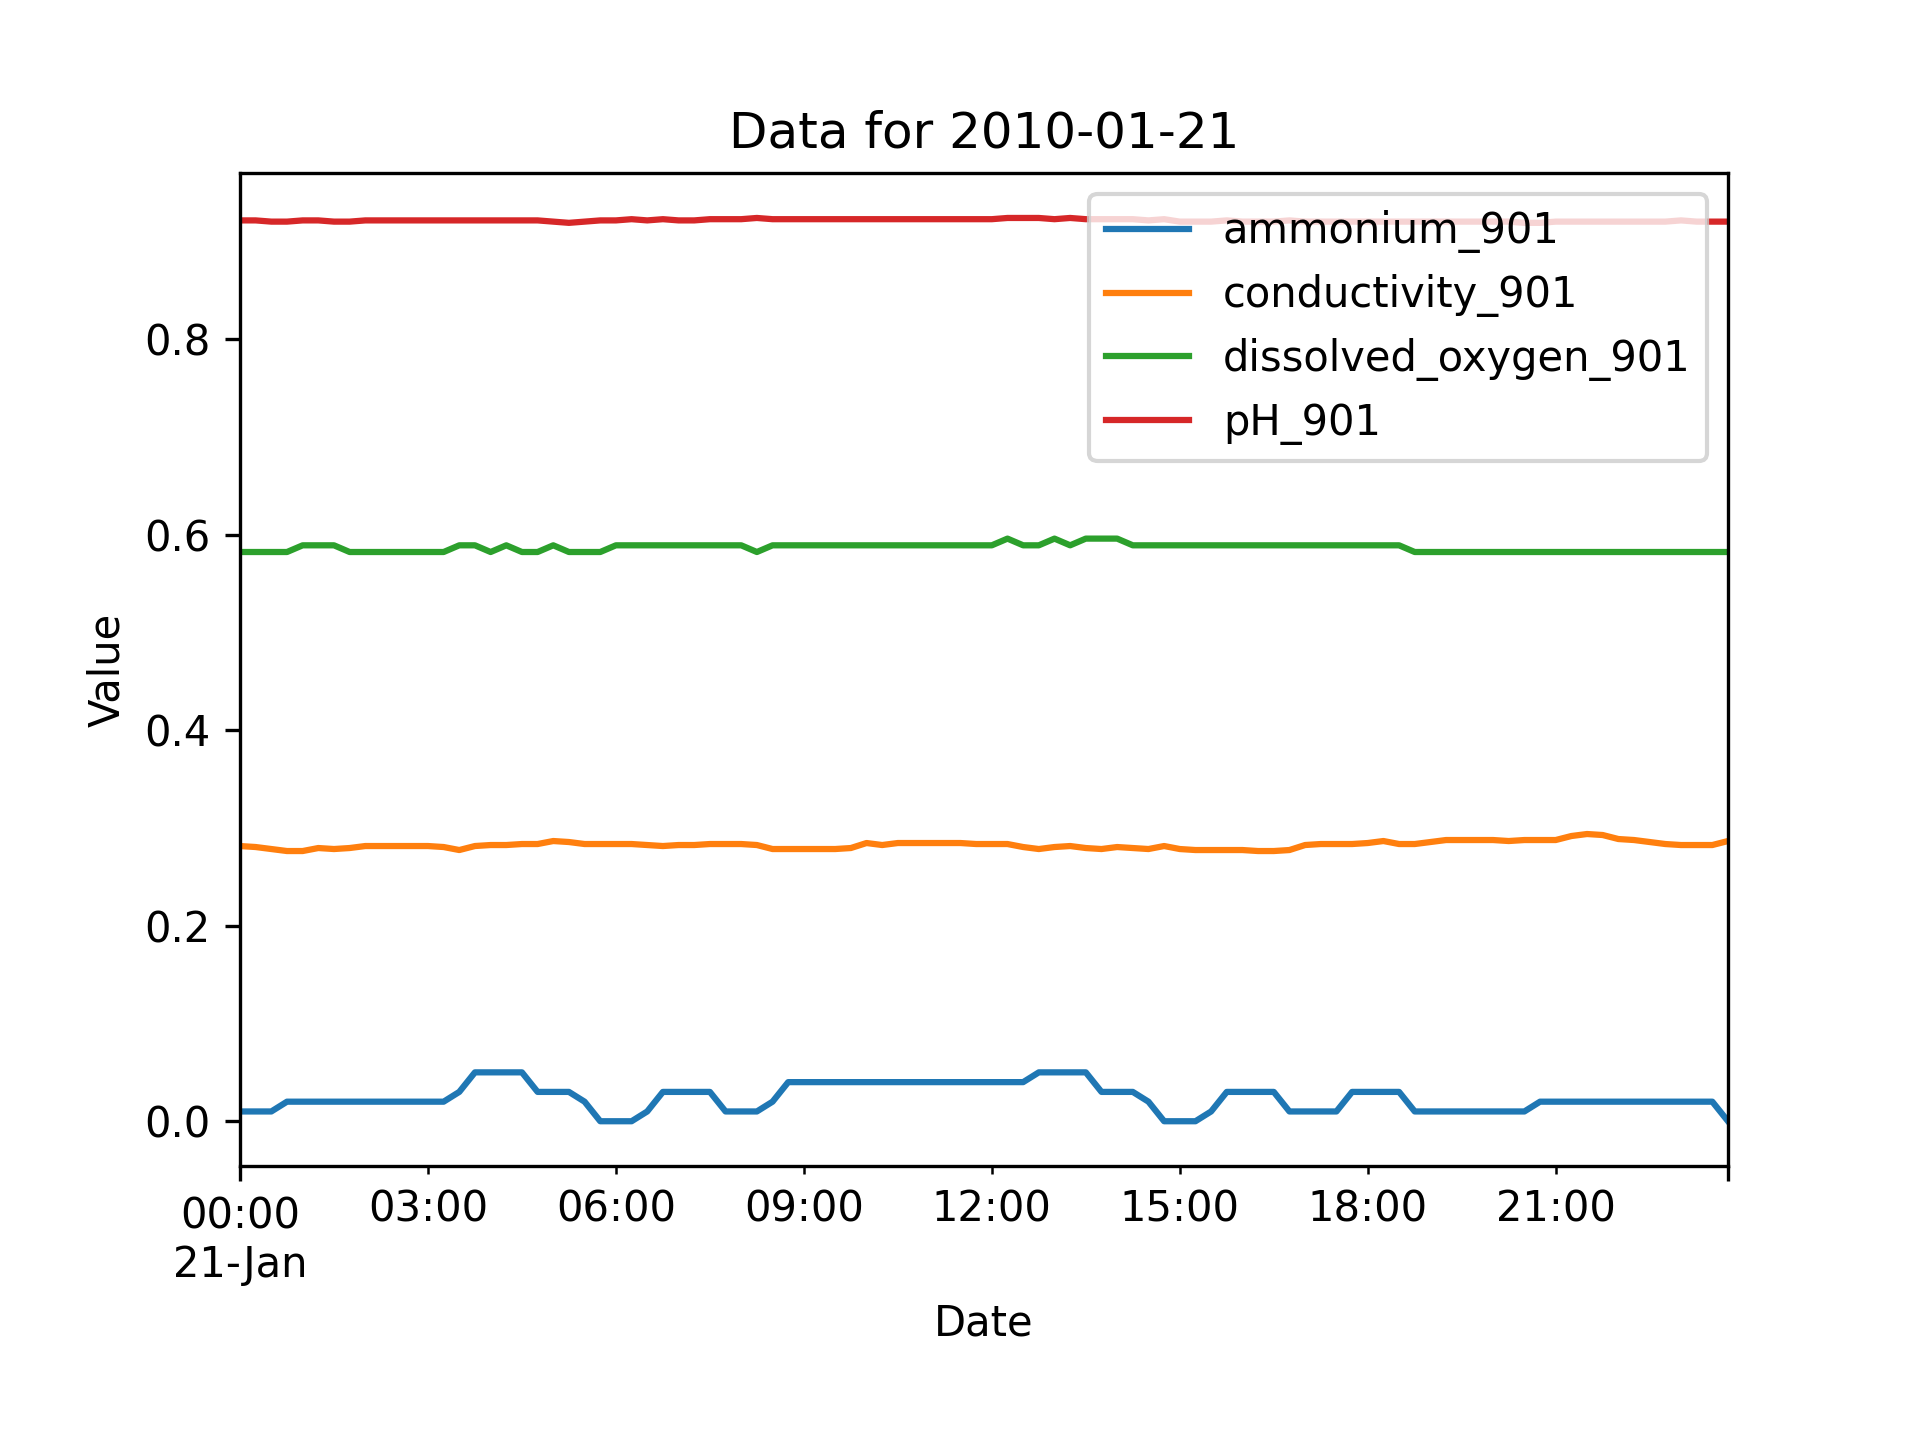 Data for 2010-01-21
ammonium_901
conductivity_901
dissolved_oxygen_901
pH_901
0.8
0.6
0.4
0.2
0.0
Value
00:00 03:00 06:00 09:00 12:00 15:00 18:00 21:00
21-Jan
Date